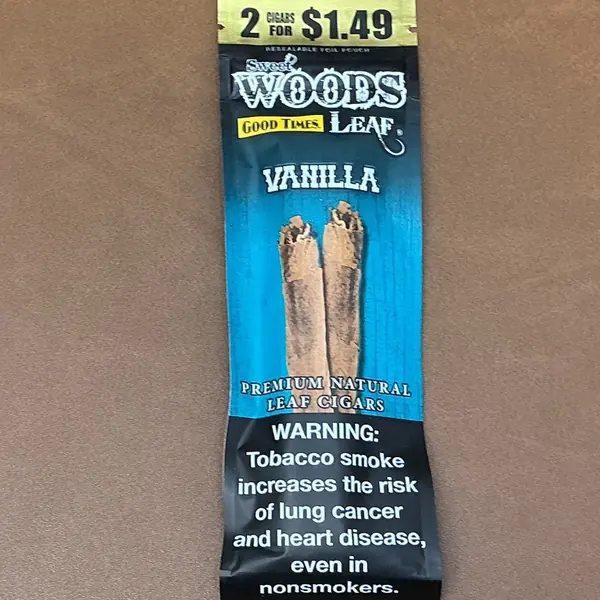 2 CIGARS FOR $1.49
RESEALABLE FOIL POUCH
Sweet
WOODS
GOOD TIMES LEAF®
VANILLA
PREMIUM NATURAL
LEAF CIGARS
WARNING:
Tobacco smoke
increases the risk
of lung cancer
and heart disease,
even in
nonsmokers.